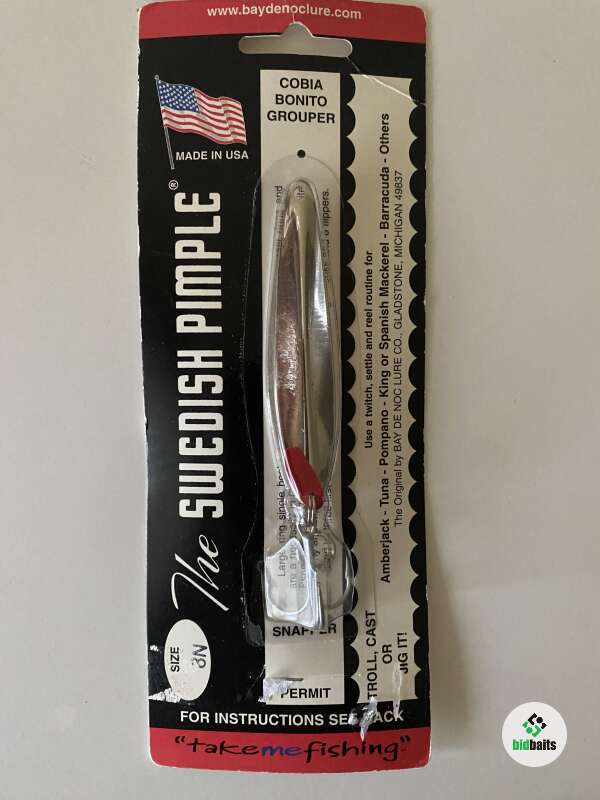 www.baydenoclure.com
MADE IN USA
COBIA
BONITO
GROUPER
The SWEDISH PIMPLE®
SIZE
8N
SNAPPER
PERMIT
Use a twitch, settle and reel routine for
Amberjack - Tuna - Pompano - King or Spanish Mackerel - Barracuda - Others
The Original by BAY DE NOC LURE CO., GLADSTONE, MICHIGAN 49837
TROLL, CAST
OR
JIG IT!
FOR INSTRUCTIONS SEE BACK
"takemefishing"
bidbaits